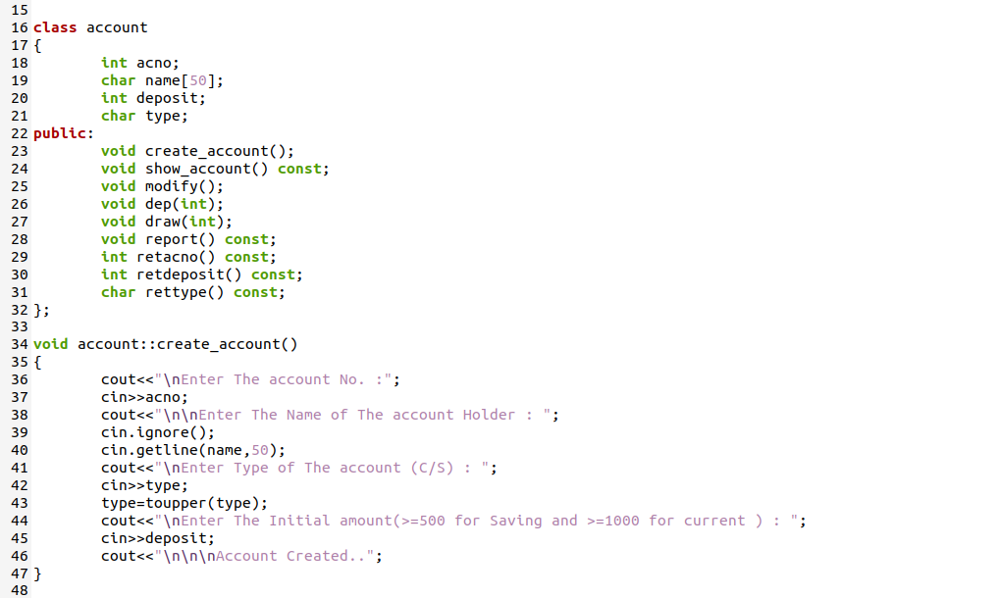 15
16 class account
17 {
18 int acno;
19 char name[50];
20 int deposit;
21 char type;
22 public:
23 void create_account();
24 void show_account() const;
25 void modify();
26 void dep(int);
27 void draw(int);
28 void report() const;
29 int retacno() const;
30 int retdeposit() const;
31 char rettype() const;
32 };
33
34 void account::create_account()
35 {
36 cout<<"\nEnter The account No. :";
37 cin>>acno;
38 cout<<"\n\nEnter The Name of The account Holder : ";
39 cin.ignore();
40 cin.getline(name,50);
41 cout<<"\nEnter Type of The account (C/S) : ";
42 cin>>type;
43 type=toupper(type);
44 cout<<"\nEnter The Initial amount(>=500 for Saving and >=1000 for current ) : ";
45 cin>>deposit;
46 cout<<"\n\n\nAccount Created..";
47 }
48